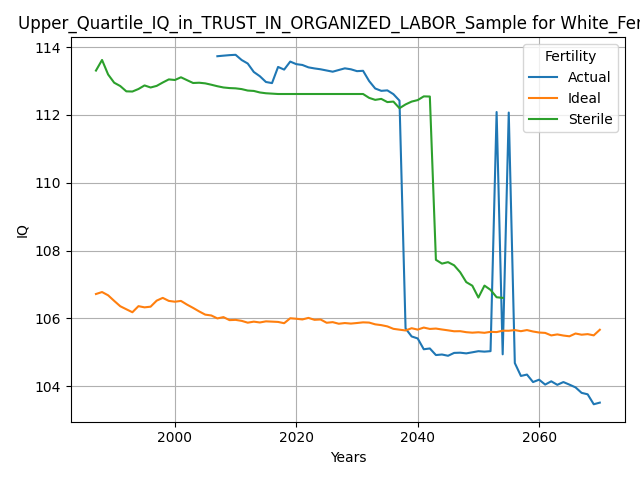 Upper_Quartile_IQ_in_TRUST_IN_ORGANIZED_LABOR_Sample for White_Fer
114
112
110
108
106
104
IQ
2000
2020
2040
2060
Years
Fertility
Actual
Ideal
Sterile